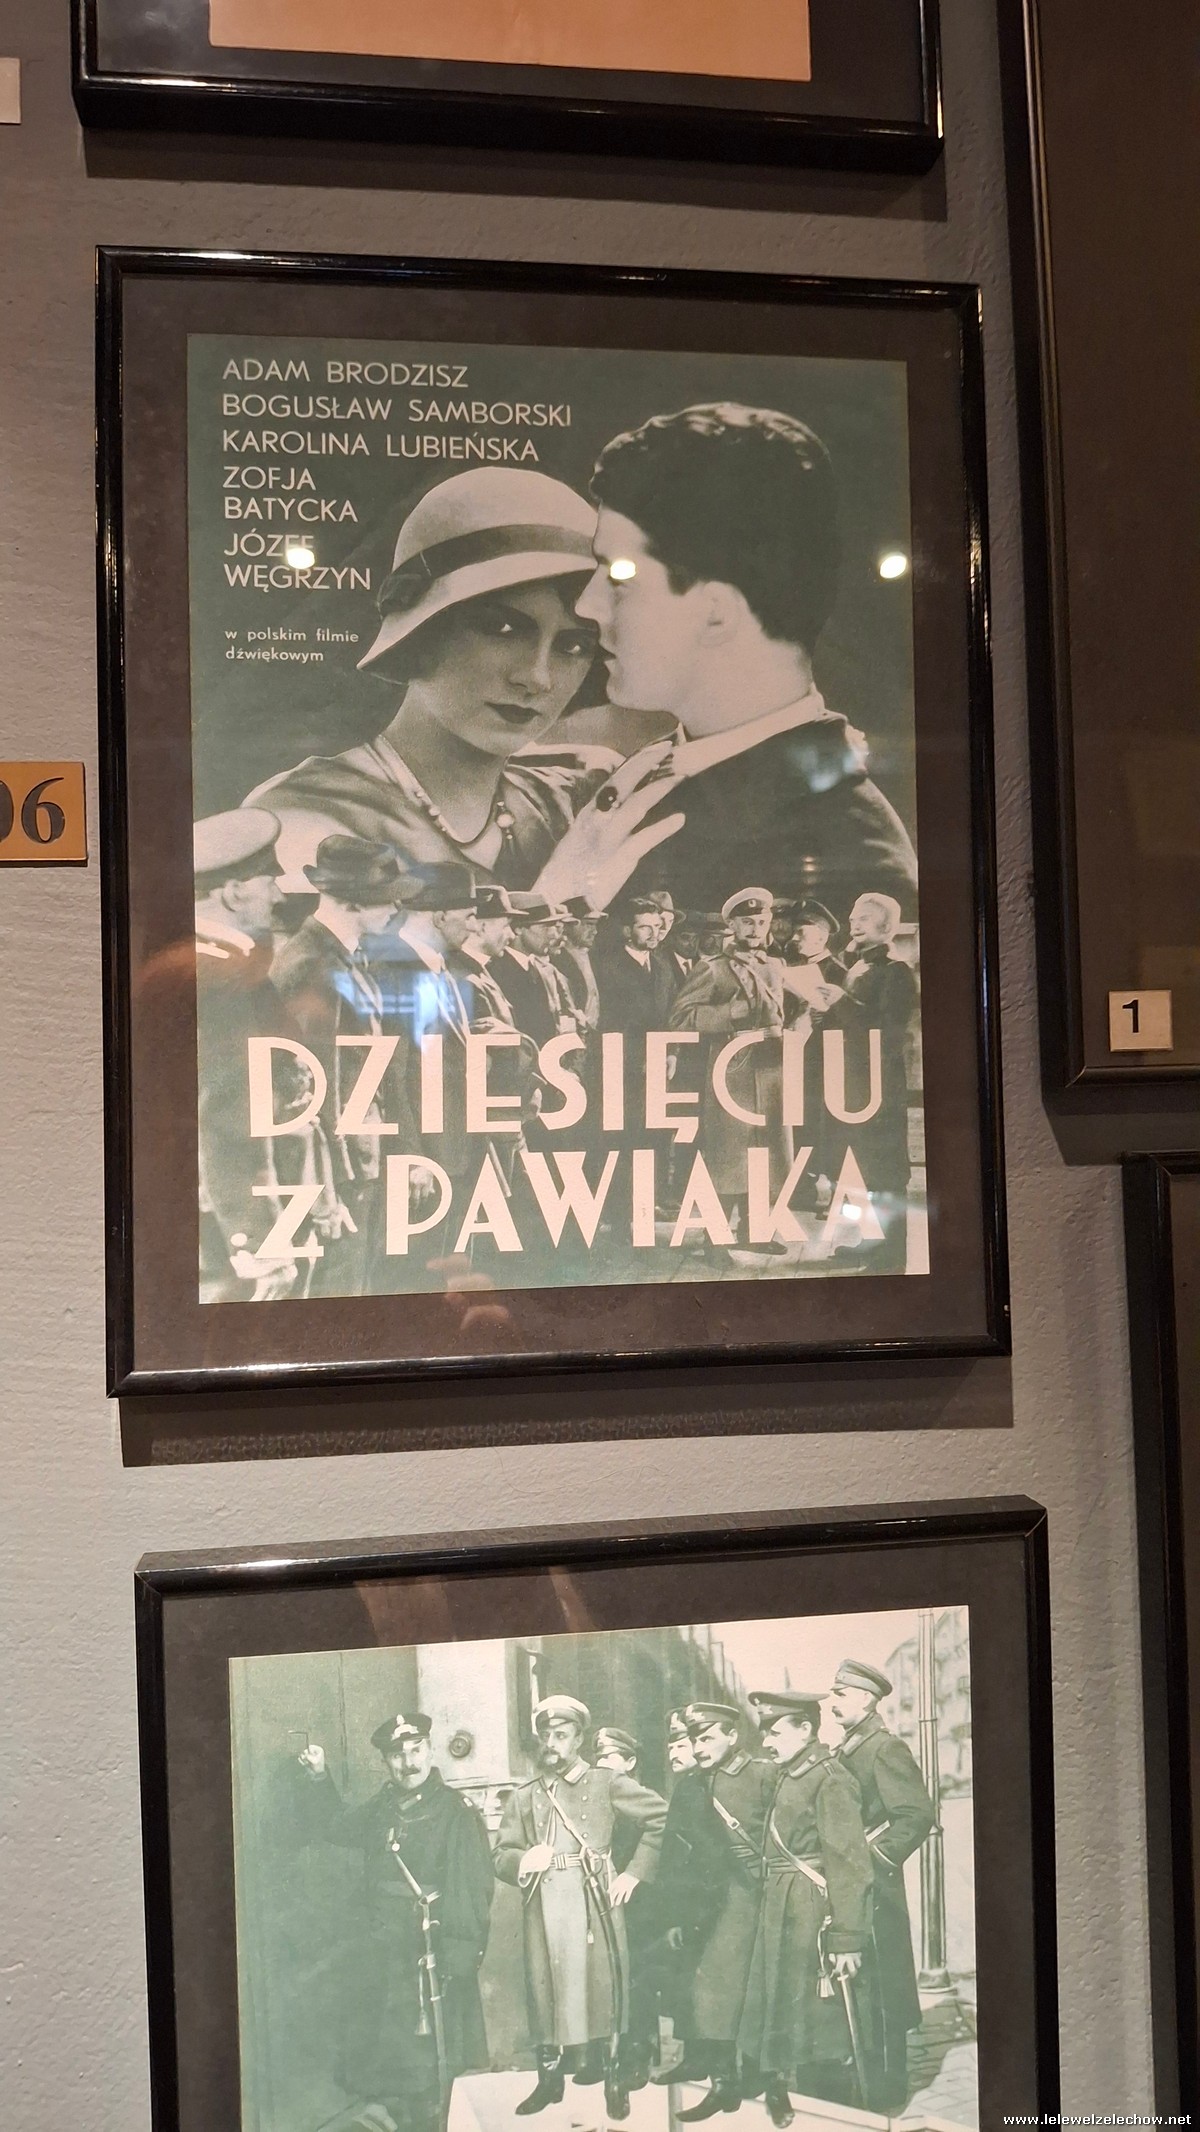 ADAM BRODZISZ
BOGUSŁAW SAMBORSKI
KAROLINA LUBIEŃSKA
ZOFJA
BATYCKA
JÓZEF
WĘGRZYN
w polskim filmie
dźwiękowym
06
1
DZIESIĘCIU
z PAWIAKA
www.lelewelzelechow.net